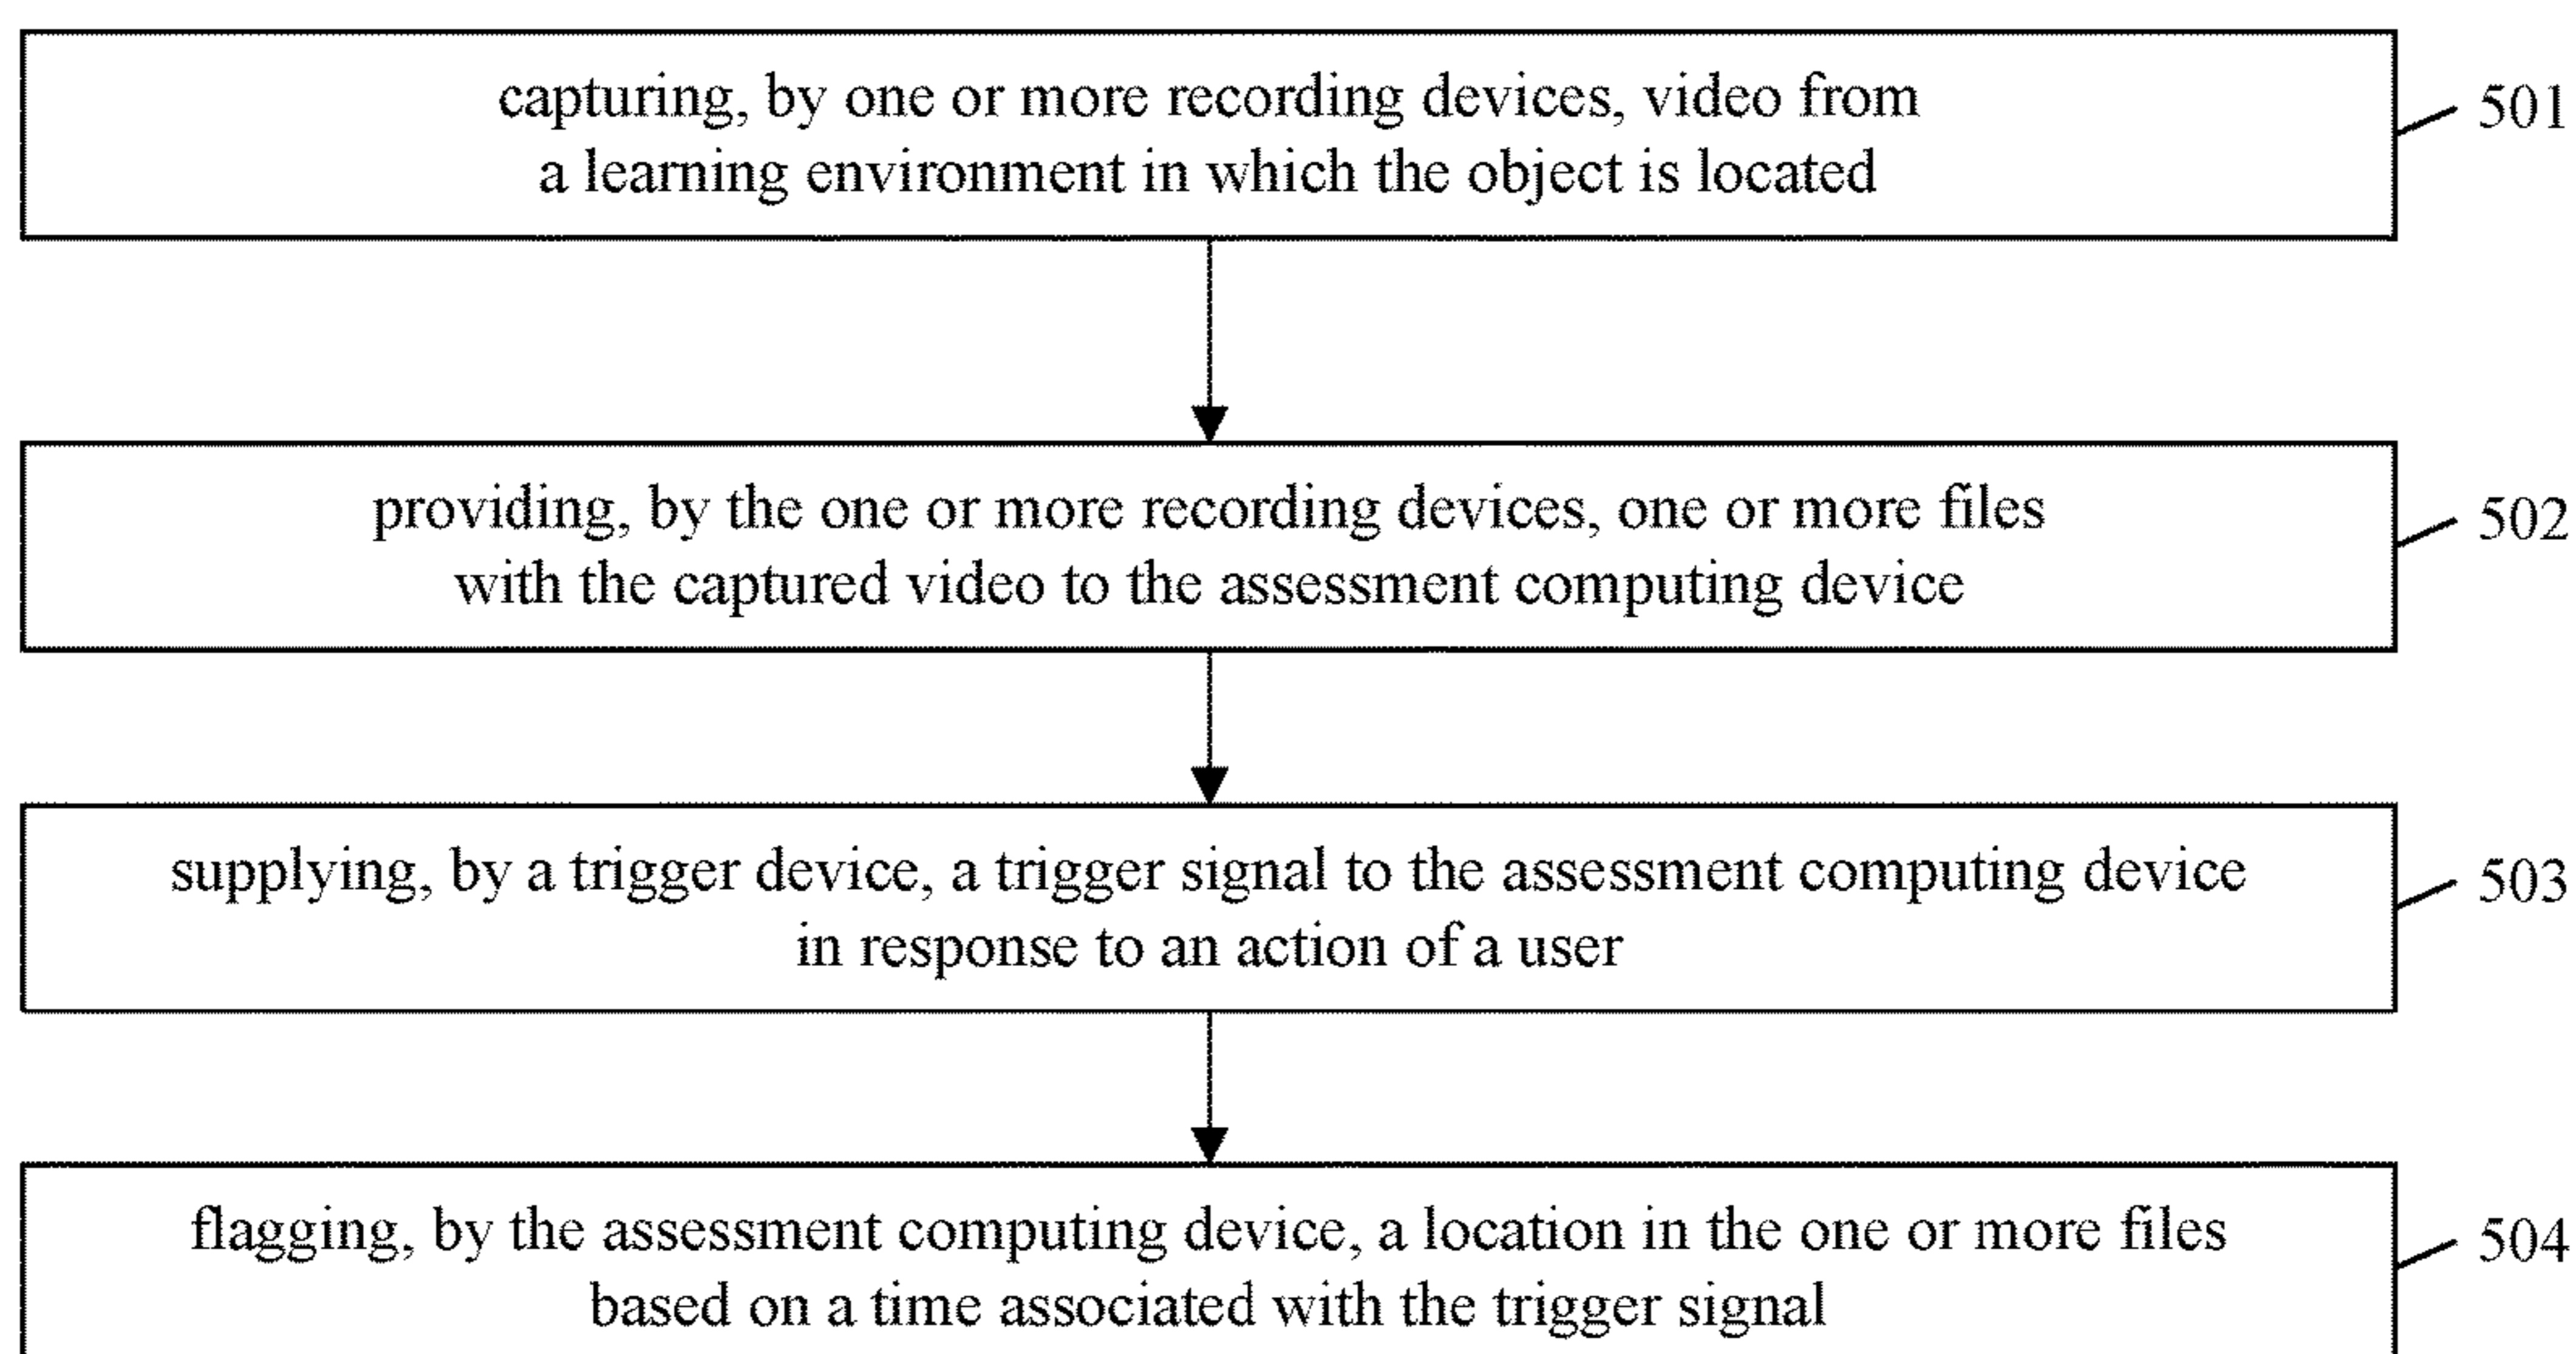 capturing, by one or more recording devices, video from
a learning environment in which the object is located
501
providing, by the one or more recording devices, one or more files
with the captured video to the assessment computing device
502
supplying, by a trigger device, a trigger signal to the assessment computing device
in response to an action of a user
503
flagging, by the assessment computing device, a location in the one or more files
based on a time associated with the trigger signal
504